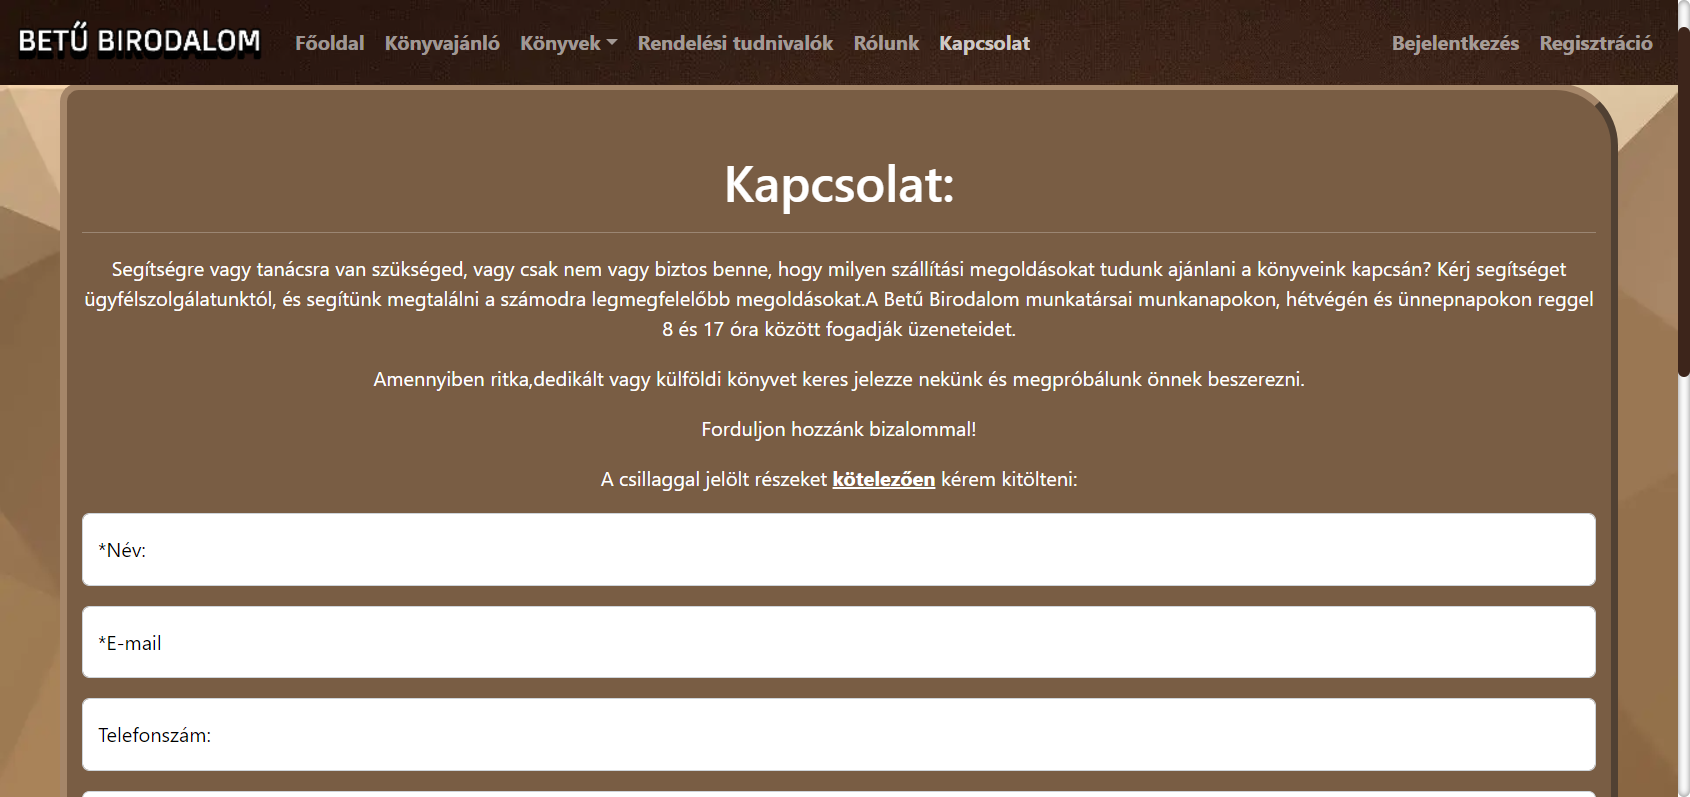 BETŰ BIRODALOM Főoldal Könyvajánló Könyvek Rendelési tudnivalók Rólunk Kapcsolat Bejelentkezés Regisztráció
Kapcsolat:
Segítségre vagy tanácsra van szükséged, vagy csak nem vagy biztos benne, hogy milyen szállítási megoldásokat tudunk ajánlani a könyveink kapcsán? Kérj segítséget
ügyfélszolgálatunktól, és segítünk megtalálni a számodra legmegfelelőbb megoldásokat.A Betű Birodalom munkatársai munkanapokon, hétvégén és ünnepnapokon reggel
8 és 17 óra között fogadják üzeneteidet.
Amennyiben ritka,dedikált vagy külföldi könyvet keres jelezze nekünk és megpróbálunk önnek beszerezni.
Forduljon hozzánk bizalommal!
A csillaggal jelölt részeket kötelezően kérem kitölteni:
*Név:
*E-mail
Telefonszám: